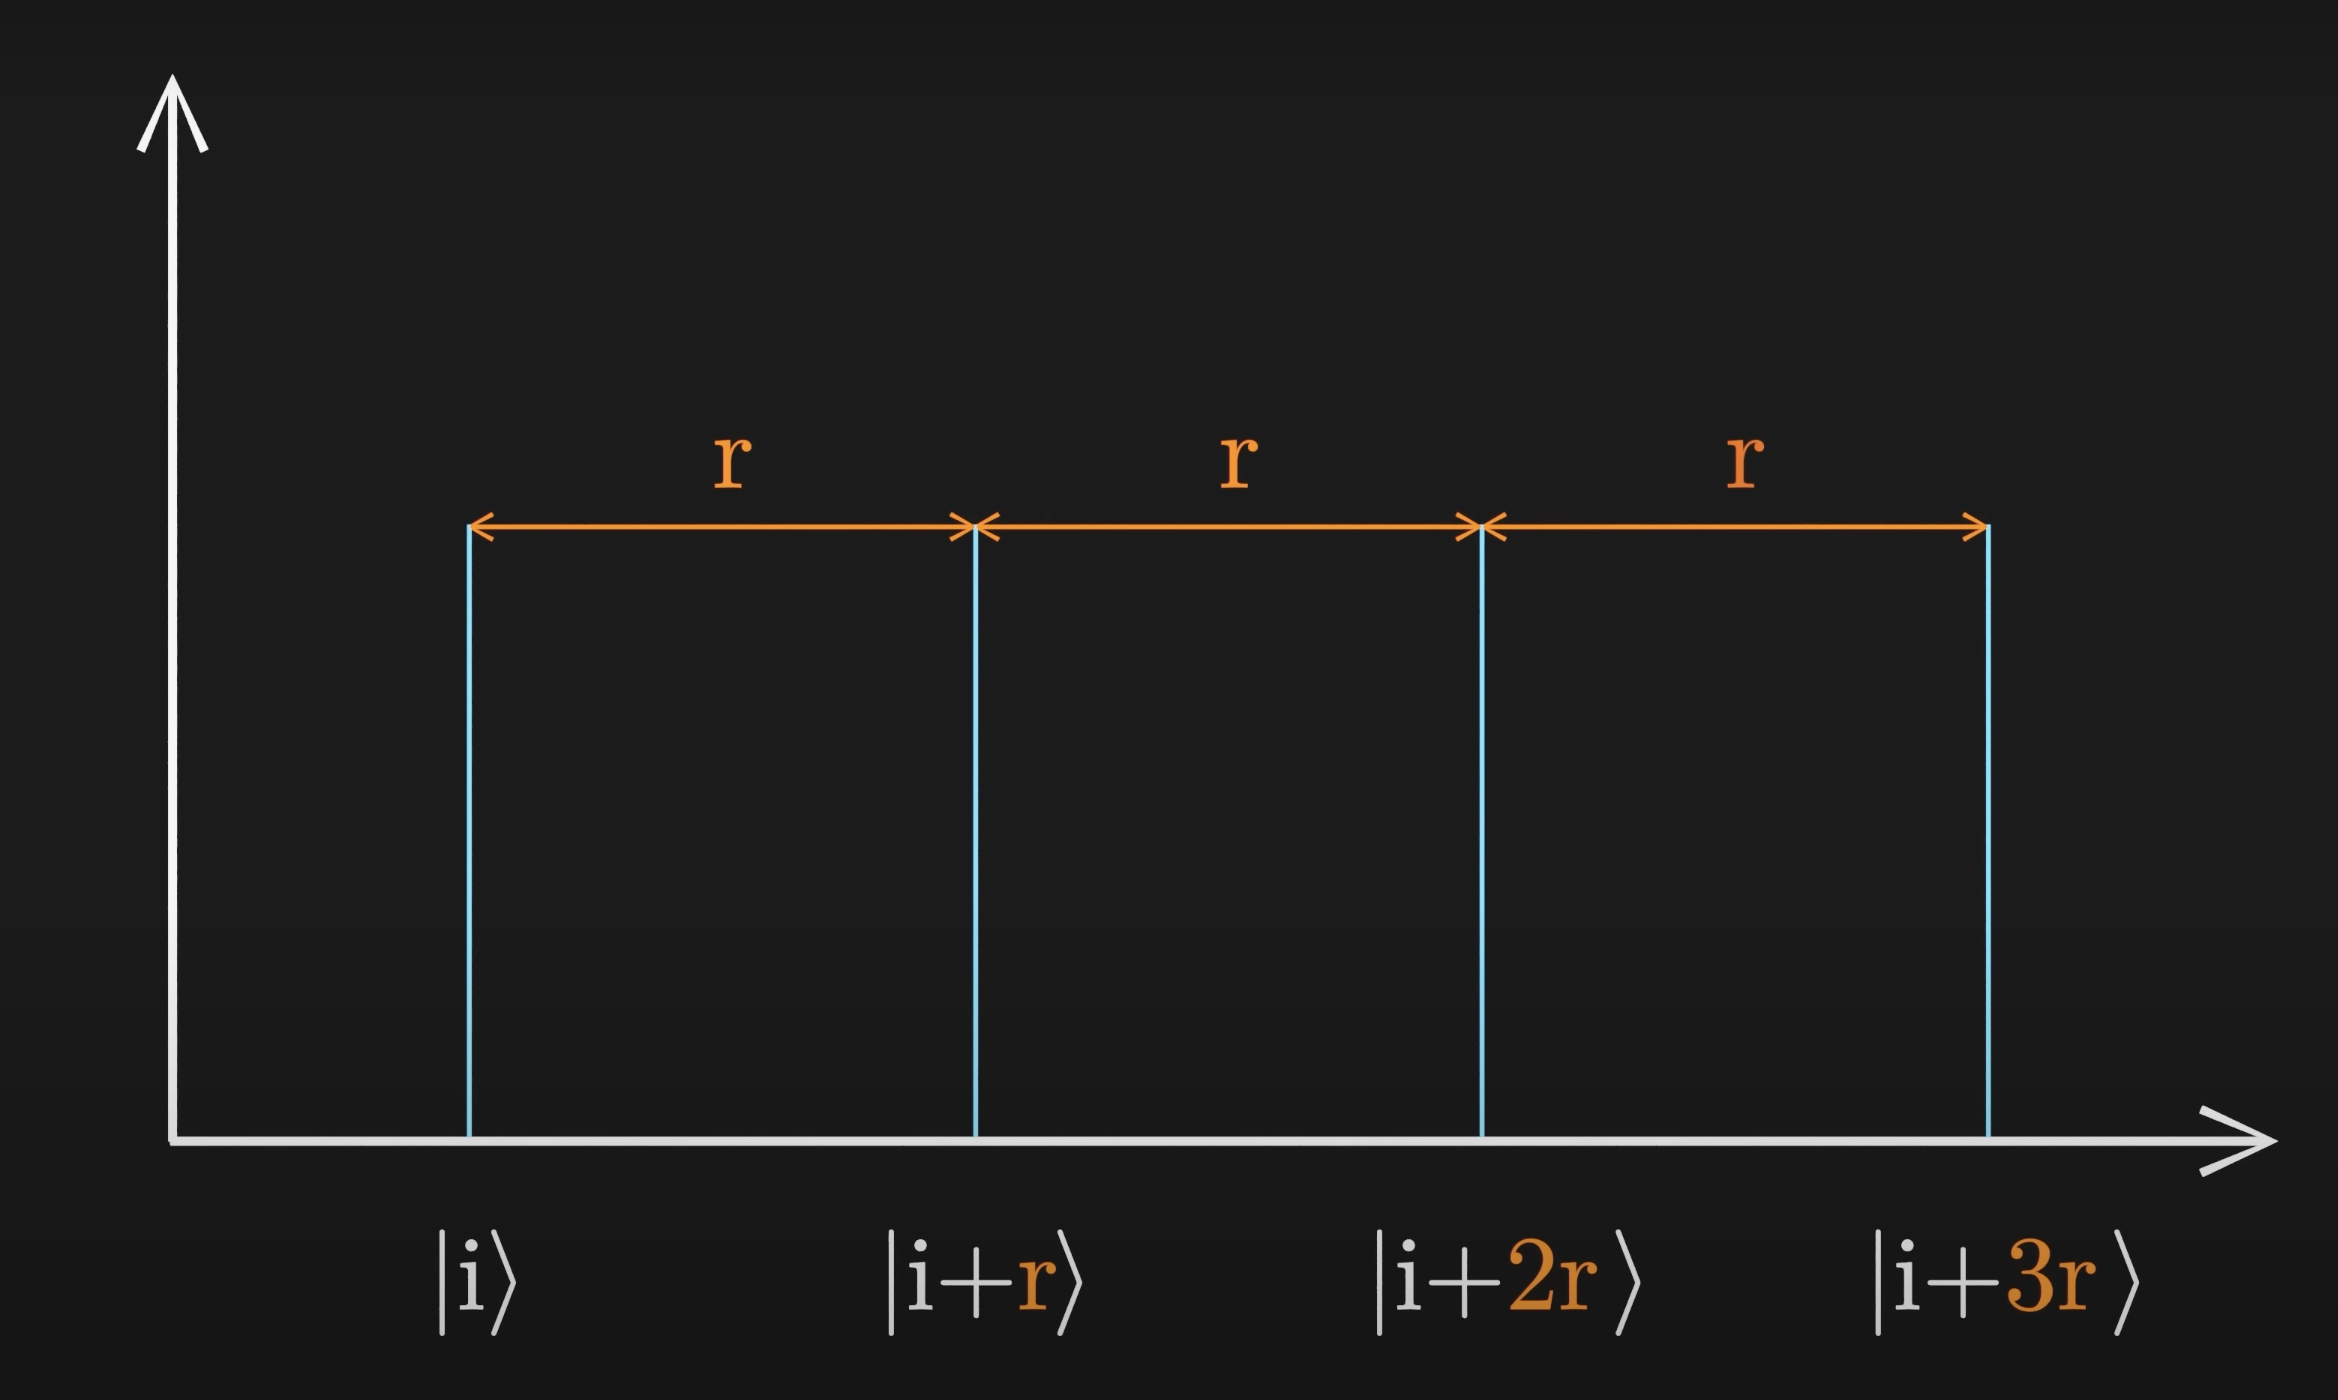 r r r
|i⟩ |i+r⟩ |i+2r⟩ |i+3r⟩